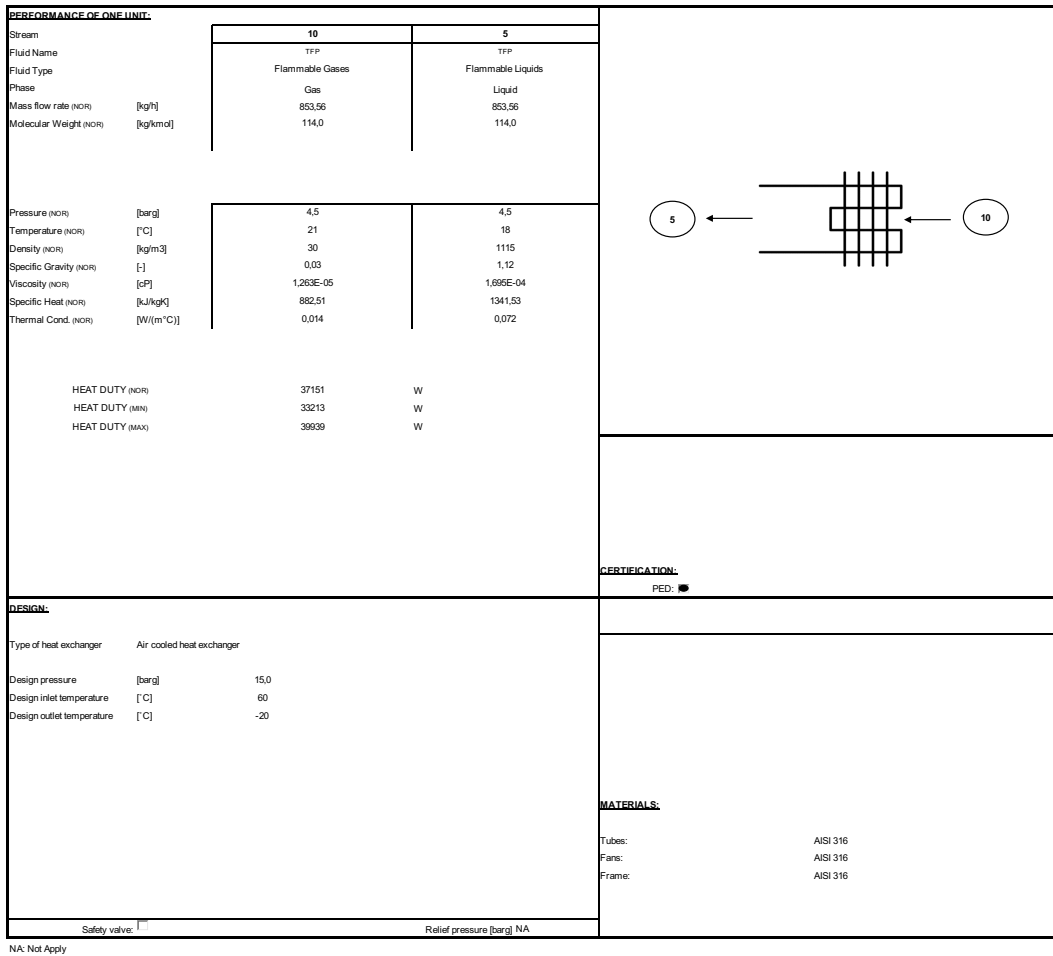 PERFORMANCE OF ONE UNIT:
Stream 10 5
Fluid Name TFP TFP
Fluid Type Flammable Gases Flammable Liquids
Phase Gas Liquid
Mass flow rate (NOR) [kg/h] 853,56 853,56
Molecular Weight (NOR) [kg/kmol] 114,0 114,0
Pressure (NOR) [barg] 4,5 4,5
Temperature (NOR) [°C] 21 18
Density (NOR) [kg/m3] 30 1115
Specific Gravity (NOR) [-] 0,03 1,12
Viscosity (NOR) [cP] 1,263E-05 1,695E-04
Specific Heat (NOR) [kJ/kgK] 882,51 1341,53
Thermal Cond. (NOR) [W/(m°C)] 0,014 0,072
HEAT DUTY (NOR) 37151 W
HEAT DUTY (MIN) 33213 W
HEAT DUTY (MAX) 39939 W
5 10
CERTIFICATION:
PED:
DESIGN:
Type of heat exchanger Air cooled heat exchanger
Design pressure [barg] 15,0
Design inlet temperature [°C] 60
Design outlet temperature [°C] -20
MATERIALS:
Tubes: AISI 316
Fans: AISI 316
Frame: AISI 316
Safety valve: Relief pressure [barg] NA
NA: Not Apply